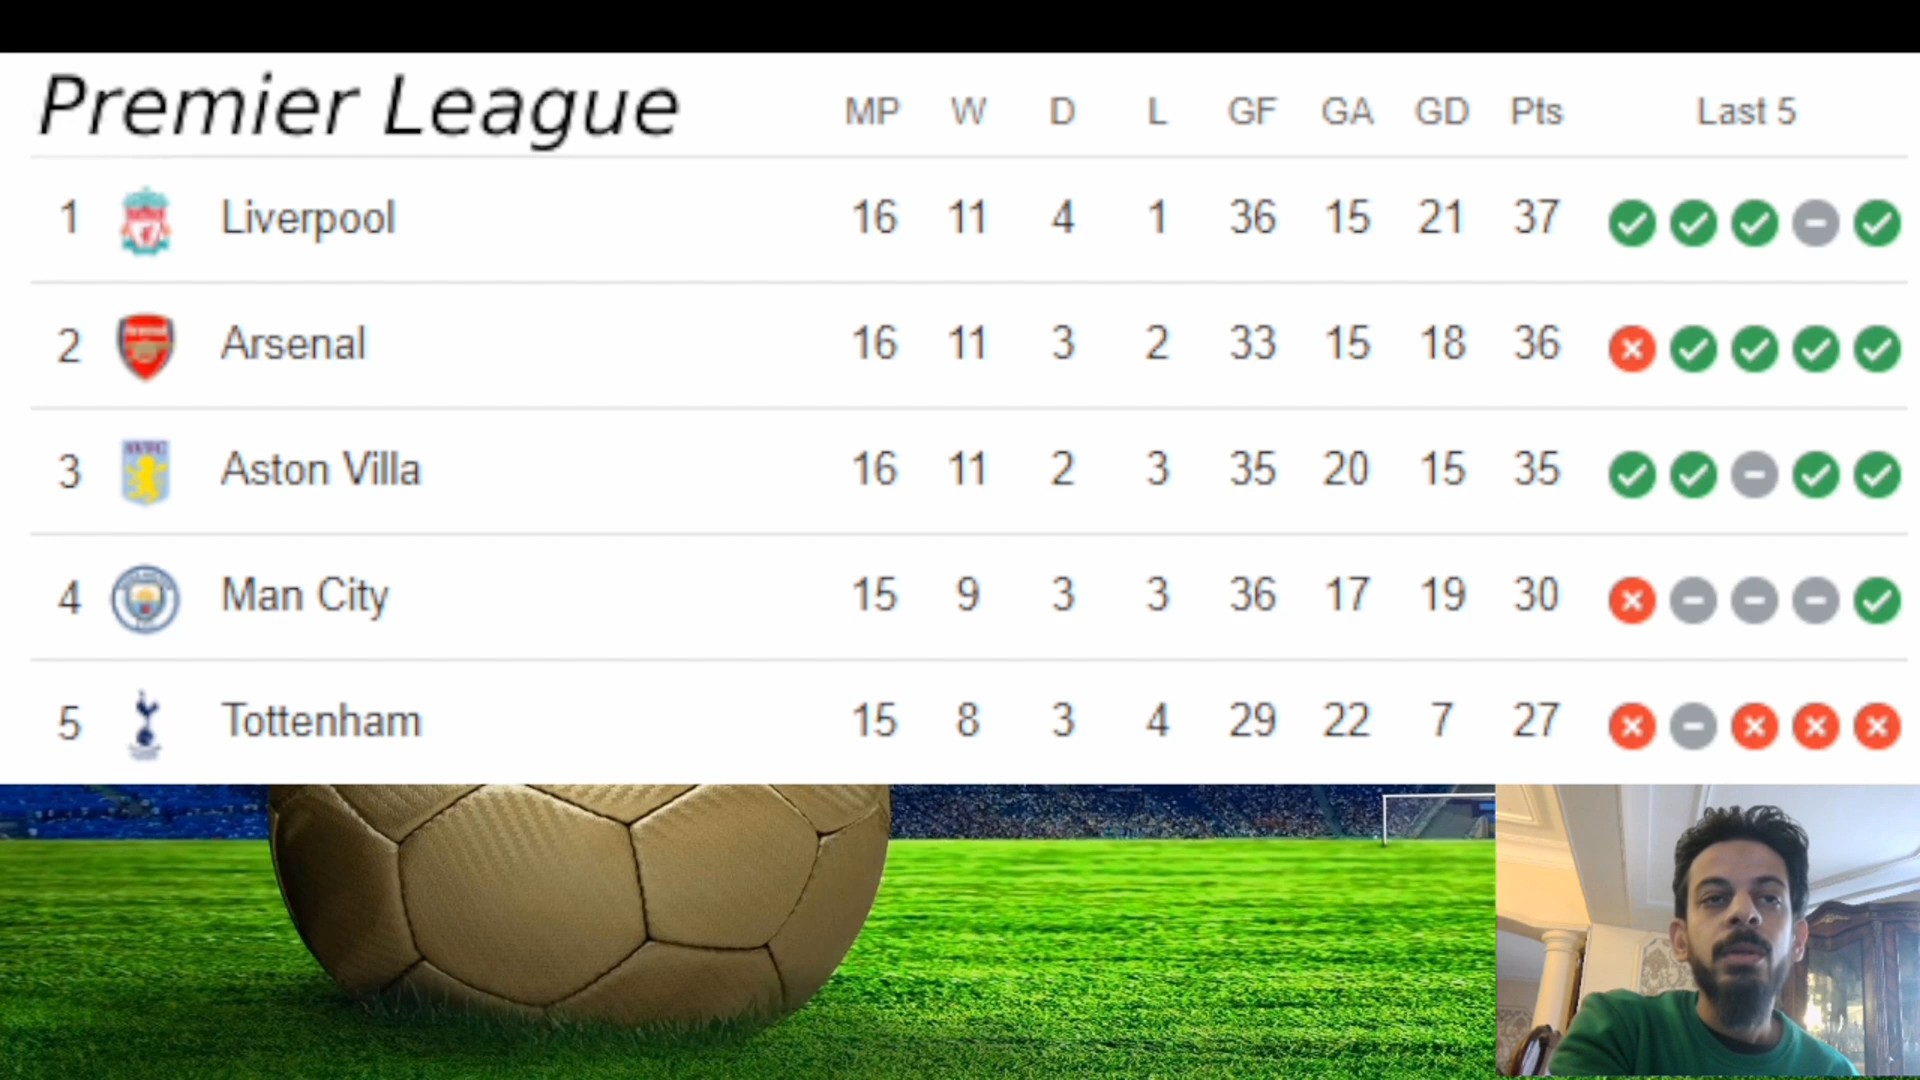 Premier League MP W D L GF GA GD Pts Last 5
1 Liverpool 16 11 4 1 36 15 21 37
2 Arsenal 16 11 3 2 33 15 18 36
3 Aston Villa 16 11 2 3 35 20 15 35
4 Man City 15 9 3 3 36 17 19 30
5 Tottenham 15 8 3 4 29 22 7 27